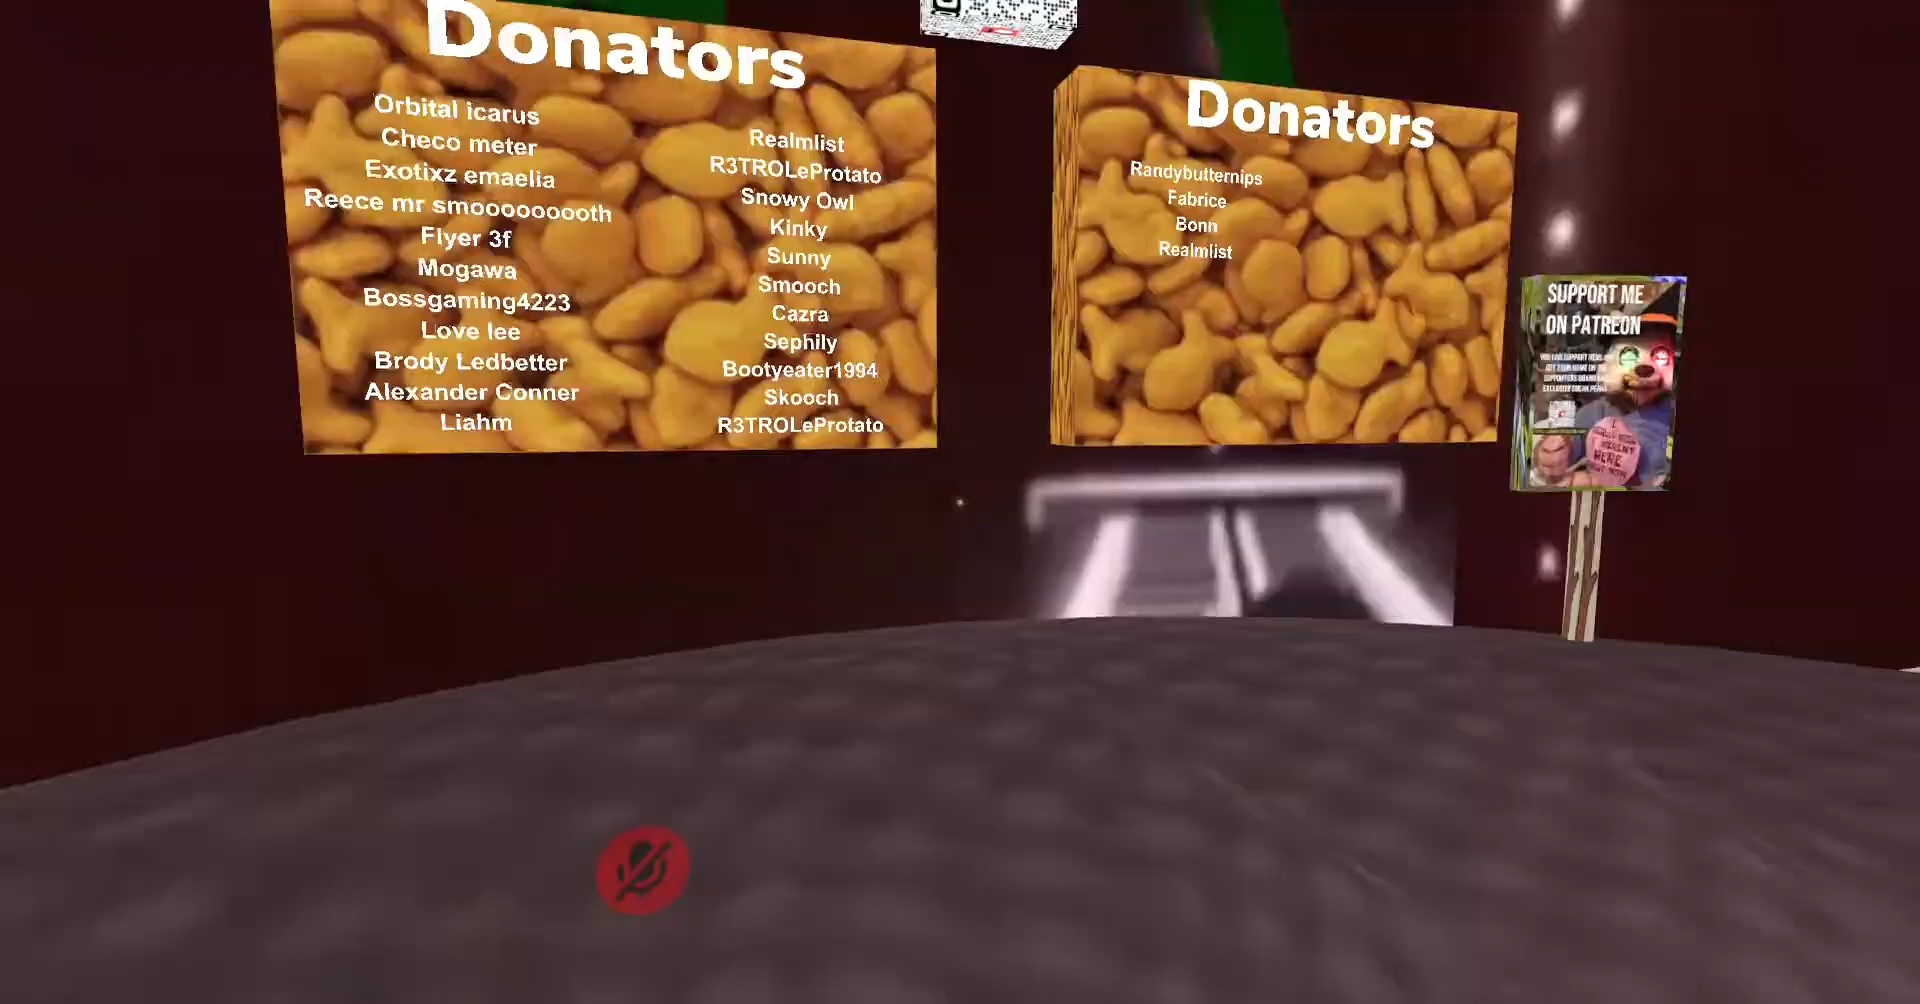 Donators
Orbital icarus
Checo meter
Exotixz emaelia
Reece mr smooooooooth
Flyer 3f
Mogawa
Bossgaming4223
Love lee
Brody Ledbetter
Alexander Conner
Liahm
Realmlist
R3TROLeProtato
Snowy Owl
Kinky
Sunny
Smooch
Cazra
Sephily
Bootyeater1994
Skooch
R3TROLeProtato
Donators
Randybutternips
Fabrice
Bonn
Realmlist
SUPPORT ME
ON PATREON
HERE